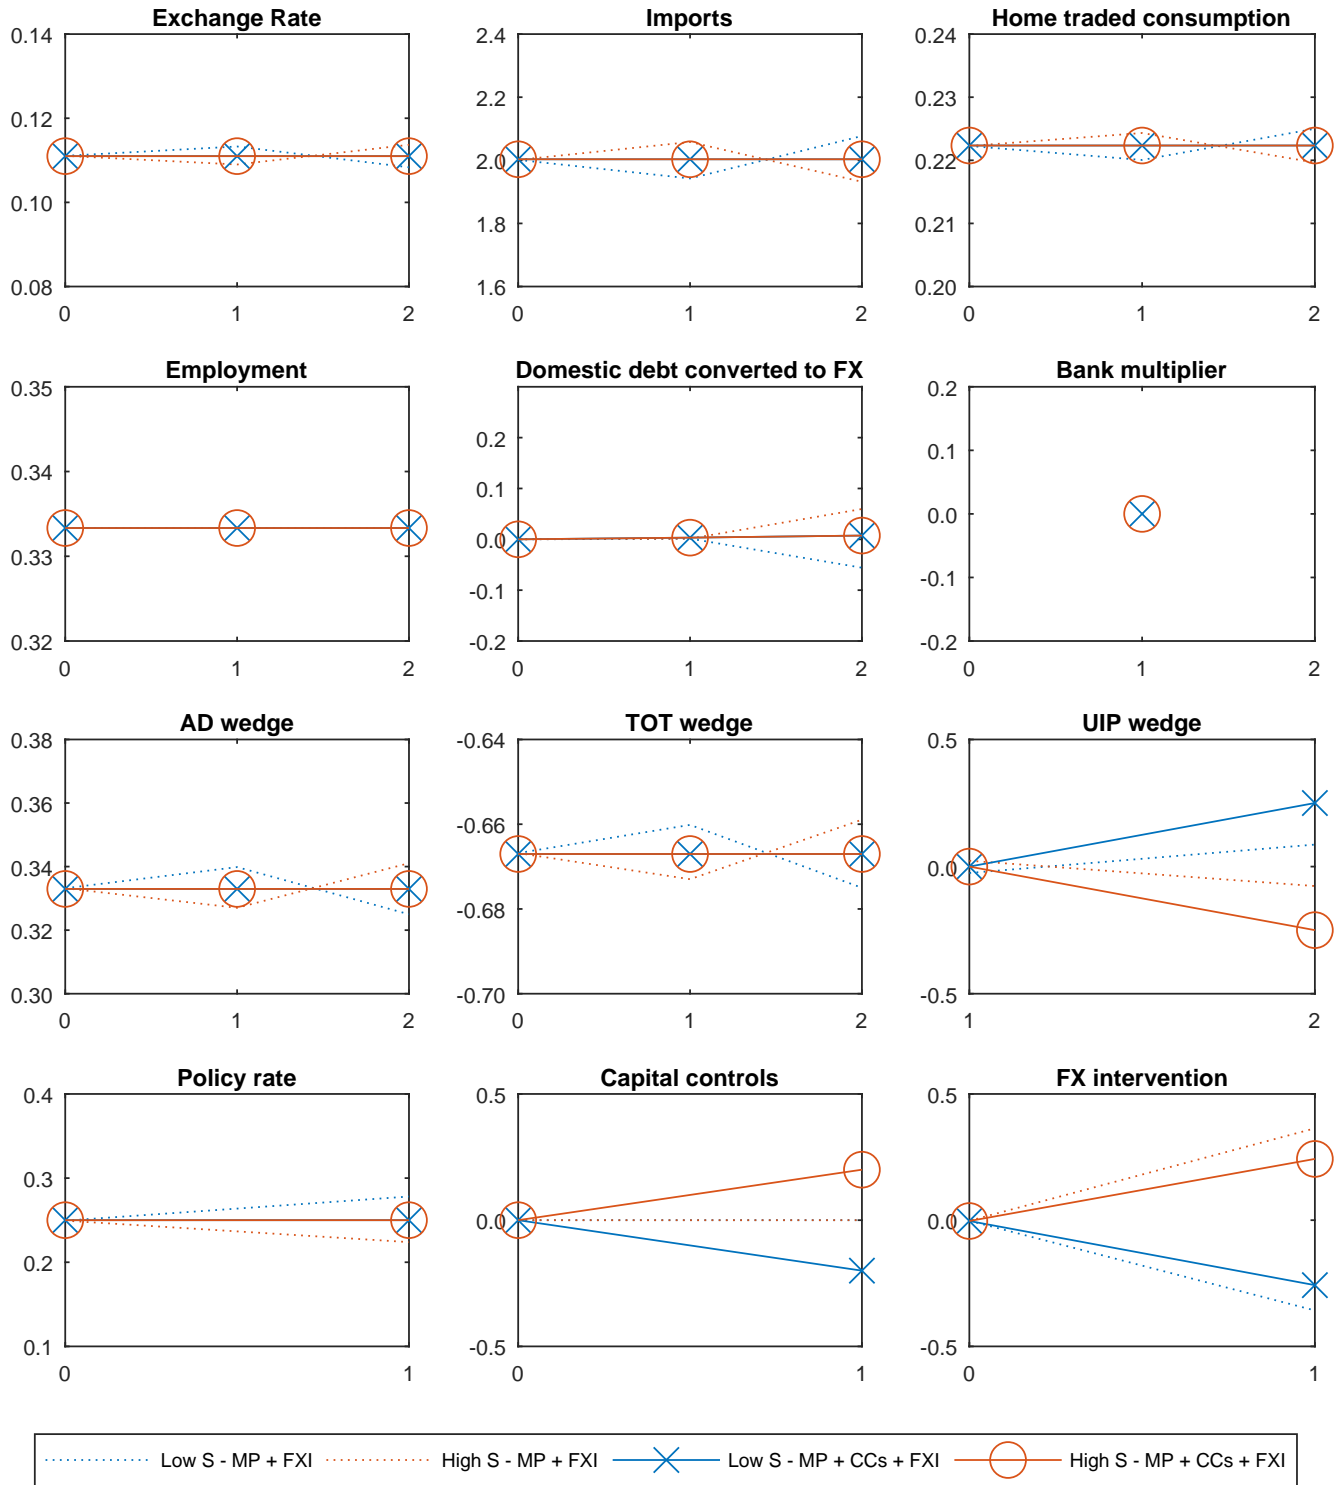 Exchange Rate
0.14
0.12
0.10
0.08
0 1 2
Imports
2.4
2.2
2.0
1.8
1.6
0 1 2
Home traded consumption
0.24
0.23
0.22
0.21
0.20
0 1 2
Employment
0.35
0.34
0.33
0.32
0 1 2
Domestic debt converted to FX
0.2
0.1
0.0
-0.1
-0.2
0 1 2
Bank multiplier
0.2
0.1
0.0
-0.1
-0.2
0 1 2
AD wedge
0.38
0.36
0.34
0.32
0.30
0 1 2
TOT wedge
-0.64
-0.66
-0.68
-0.70
0 1 2
UIP wedge
0.5
0.0
-0.5
1 2
Policy rate
0.4
0.3
0.2
0.1
0 1
Capital controls
0.5
0.0
-0.5
0 1
FX intervention
0.5
0.0
-0.5
0 1
Low S - MP + FXI High S - MP + FXI Low S - MP + CCs + FXI High S - MP + CCs + FXI